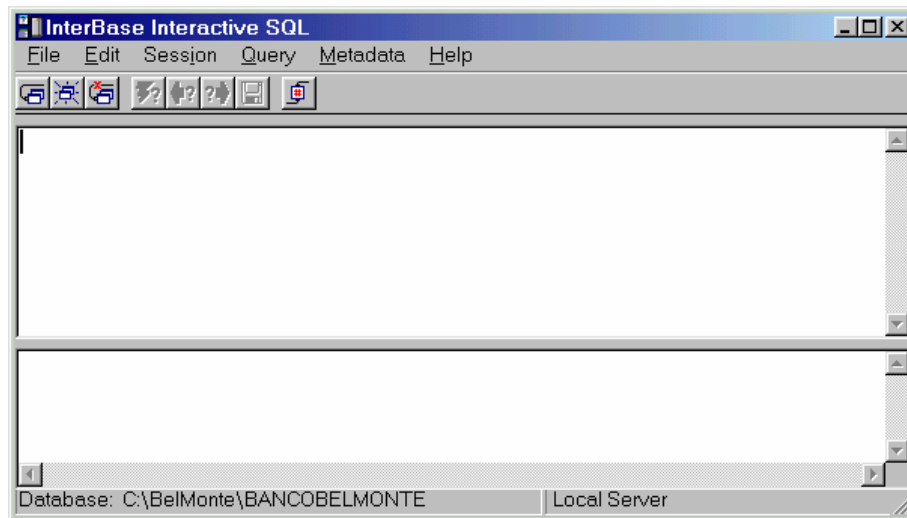 InterBase Interactive SQL
File Edit Session Query Metadata Help
Database: C:\BelMonte\BANCOBELMONTE Local Server